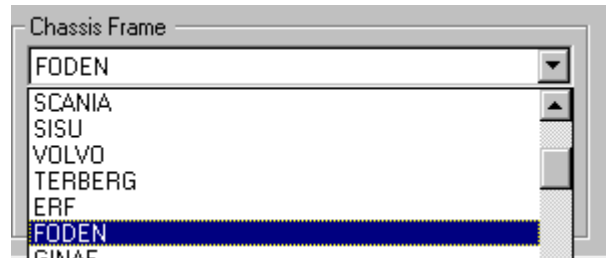 Chassis Frame
FODEN
SCANIA
SISU
VOLVO
TERBERG
ERF
FODEN